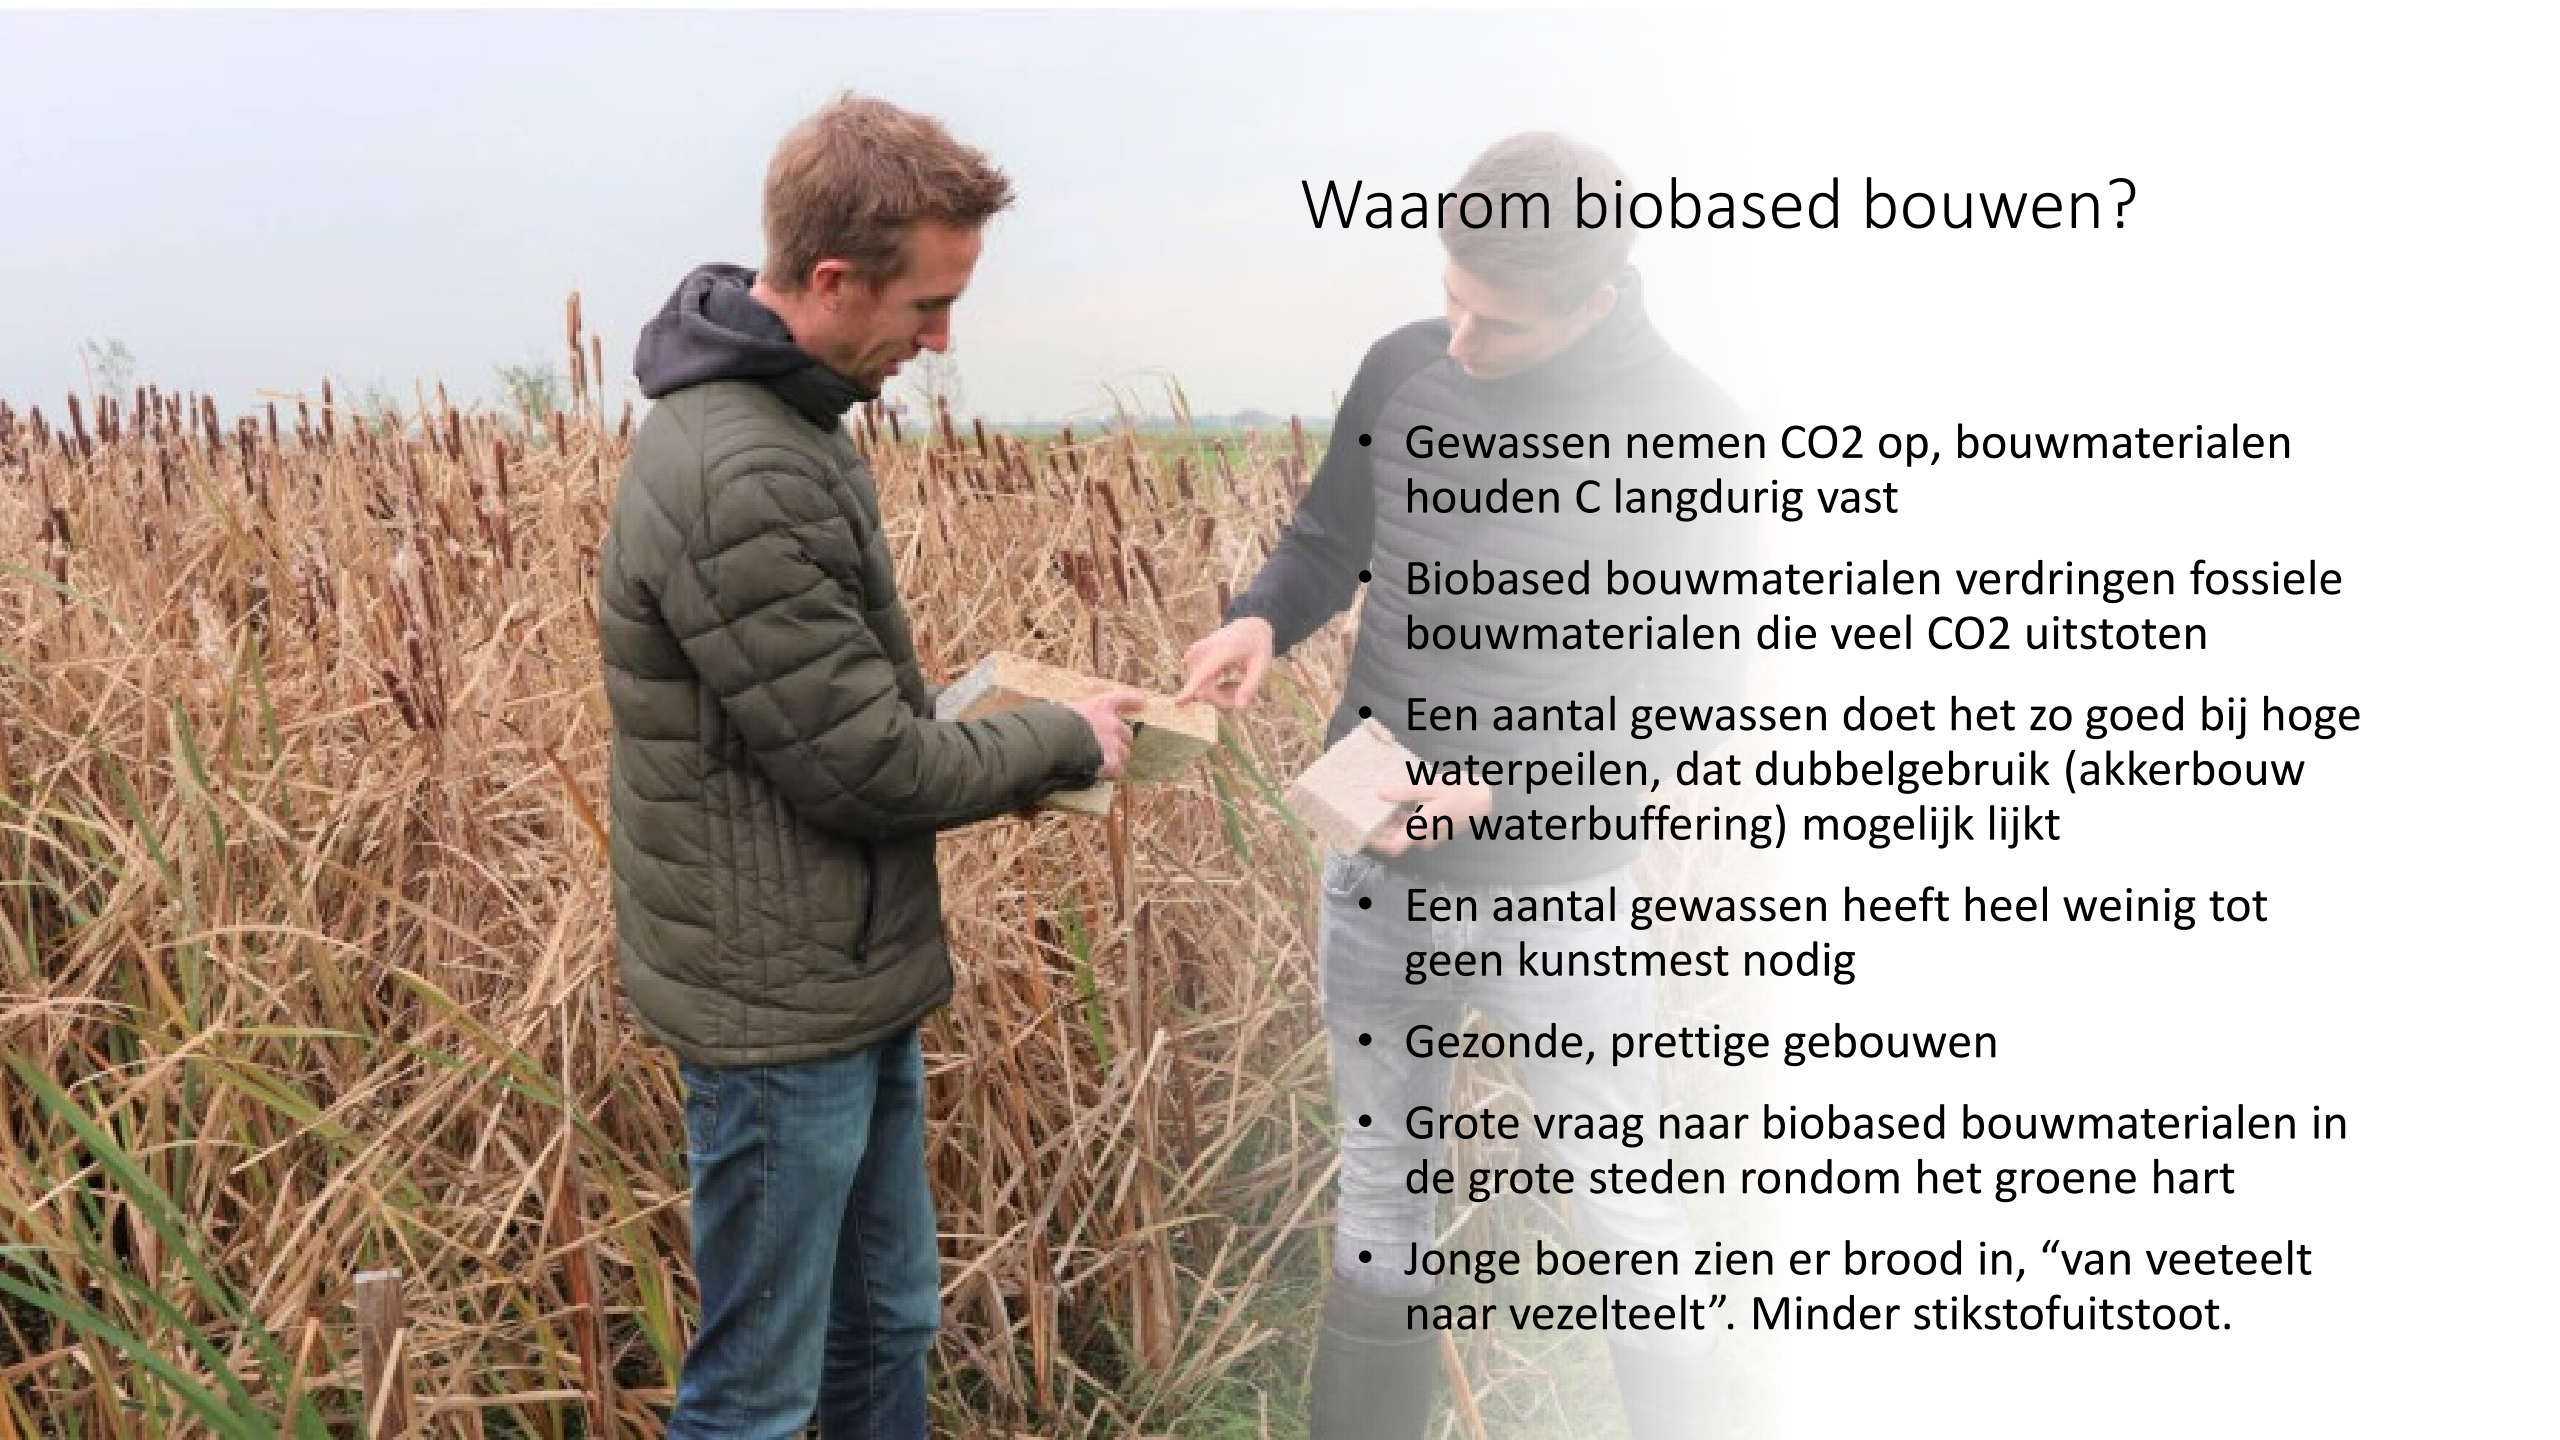 Waarom biobased bouwen?
• Gewassen nemen CO2 op, bouwmaterialen
houden C langdurig vast
• Biobased bouwmaterialen verdringen fossiele
bouwmaterialen die veel CO2 uitstoten
• Een aantal gewassen doet het zo goed bij hoge
waterpeilen, dat dubbelgebruik (akkerbouw
én waterbuffering) mogelijk lijkt
• Een aantal gewassen heeft heel weinig tot
geen kunstmest nodig
• Gezonde, prettige gebouwen
• Grote vraag naar biobased bouwmaterialen in
de grote steden rondom het groene hart
• Jonge boeren zien er brood in, “van veeteelt
naar vezelteelt”. Minder stikstofuitstoot.